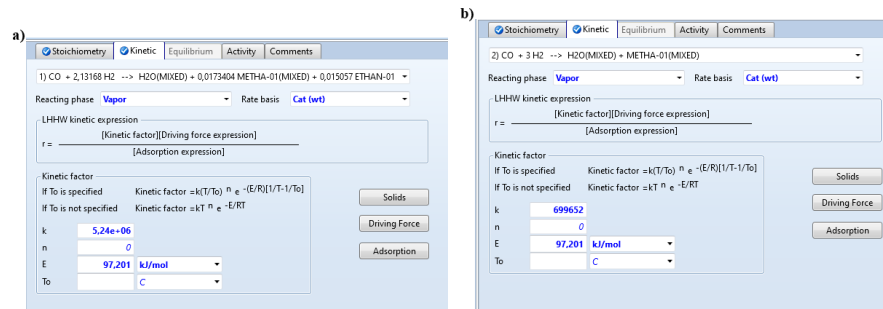 a)
Stoichiometry Kinetic Equilibrium Activity Comments
1) CO + 2,13168 H2 --> H2O(MIXED) + 0,0173404 METHA-01(MIXED) + 0,015057 ETHAN-01
Reacting phase Vapor Rate basis Cat (wt)
LHHW kinetic expression
r = [Kinetic factor][Driving force expression]
[Adsorption expression]
Kinetic factor
If To is specified Kinetic factor =k(T/To) n e -(E/R)[1/T-1/To]
If To is not specified Kinetic factor =kT n e -E/RT
k 5,24e+06
n 0
E 97,201 kJ/mol
To C
Solids
Driving Force
Adsorption
b)
Stoichiometry Kinetic Equilibrium Activity Comments
2) CO + 3 H2 --> H2O(MIXED) + METHA-01(MIXED)
Reacting phase Vapor Rate basis Cat (wt)
LHHW kinetic expression
r = [Kinetic factor][Driving force expression]
[Adsorption expression]
Kinetic factor
If To is specified Kinetic factor =k(T/To) n e -(E/R)[1/T-1/To]
If To is not specified Kinetic factor =kT n e -E/RT
k 699652
n 0
E 97,201 kJ/mol
To C
Solids
Driving Force
Adsorption